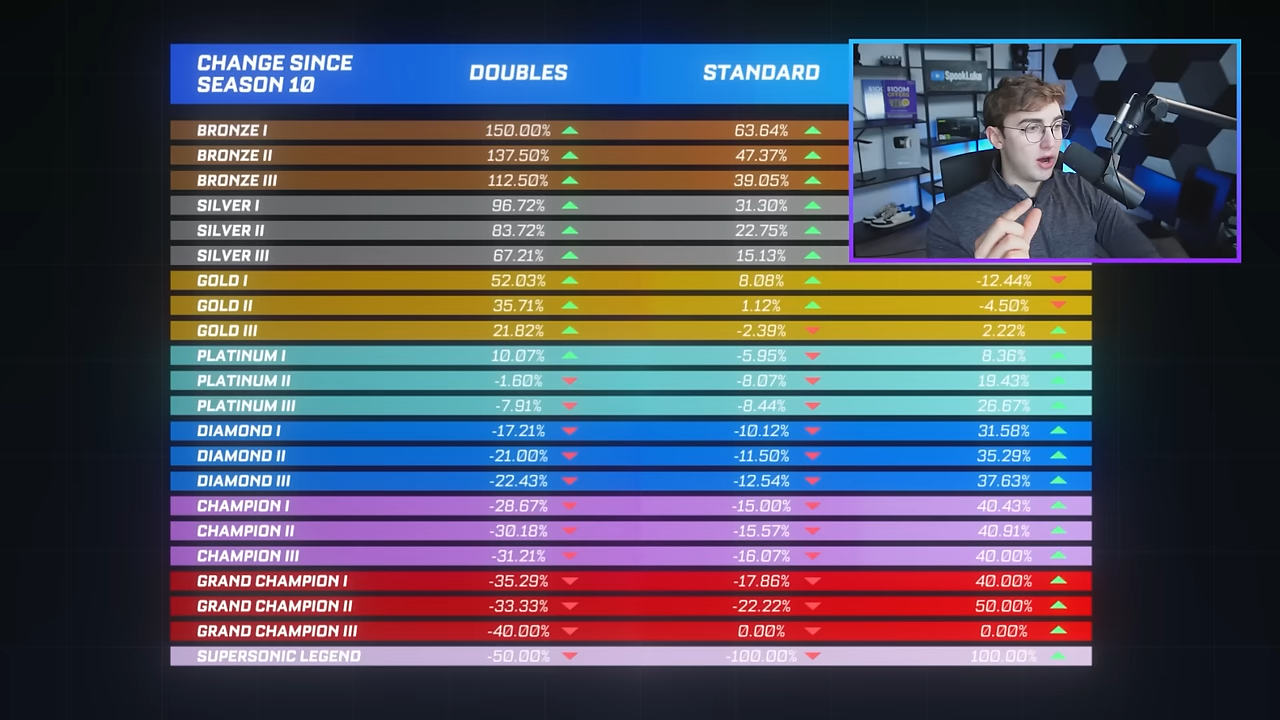 CHANGE SINCE
SEASON 10
DOUBLES
STANDARD
BRONZE I 150.00% 63.64%
BRONZE II 137.50% 47.37%
BRONZE III 112.50% 39.05%
SILVER I 96.72% 31.30%
SILVER II 83.72% 22.75%
SILVER III 67.21% 15.13%
GOLD I 52.03% 8.08% -12.44%
GOLD II 35.71% 1.12% -4.50%
GOLD III 21.82% -2.39% 2.22%
PLATINUM I 10.07% -5.95% 8.36%
PLATINUM II -1.60% -8.07% 19.43%
PLATINUM III -7.91% -8.44% 26.67%
DIAMOND I -17.21% -10.12% 31.58%
DIAMOND II -21.00% -11.50% 35.29%
DIAMOND III -22.43% -12.54% 37.63%
CHAMPION I -28.67% -15.00% 40.43%
CHAMPION II -30.18% -15.57% 40.91%
CHAMPION III -31.21% -16.07% 40.00%
GRAND CHAMPION I -35.29% -17.86% 40.00%
GRAND CHAMPION II -33.33% -22.22% 50.00%
GRAND CHAMPION III -40.00% 0.00% 0.00%
SUPERSONIC LEGEND -50.00% -100.00% 100.00%
SpookLuke
$100M
OFFERS